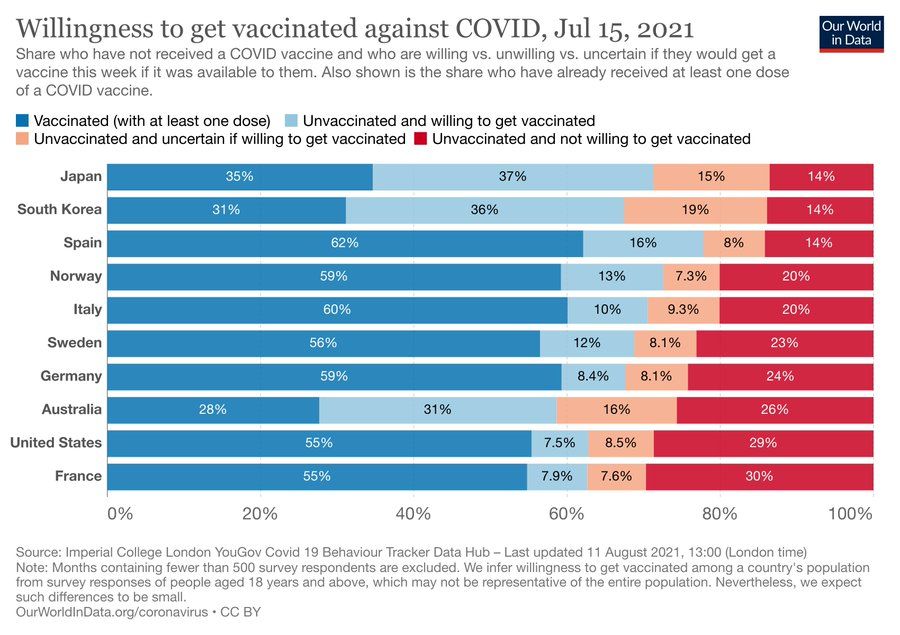 Willingness to get vaccinated against COVID, Jul 15, 2021
Our World
in Data
Share who have not received a COVID vaccine and who are willing vs. unwilling vs. uncertain if they would get a
vaccine this week if it was available to them. Also shown is the share who have already received at least one dose
of a COVID vaccine.
Vaccinated (with at least one dose) Unvaccinated and willing to get vaccinated
Unvaccinated and uncertain if willing to get vaccinated Unvaccinated and not willing to get vaccinated
Japan 35% 37% 15% 14%
South Korea 31% 36% 19% 14%
Spain 62% 16% 8% 14%
Norway 59% 13% 7.3% 20%
Italy 60% 10% 9.3% 20%
Sweden 56% 12% 8.1% 23%
Germany 59% 8.4% 8.1% 24%
Australia 28% 31% 16% 26%
United States 55% 7.5% 8.5% 29%
France 55% 7.9% 7.6% 30%
0% 20% 40% 60% 80% 100%
Source: Imperial College London YouGov Covid 19 Behaviour Tracker Data Hub – Last updated 11 August 2021, 13:00 (London time)
Note: Months containing fewer than 500 survey respondents are excluded. We infer willingness to get vaccinated among a country's population
from survey responses of people aged 18 years and above, which may not be representative of the entire population. Nevertheless, we expect
such differences to be small.
OurWorldInData.org/coronavirus • CC BY